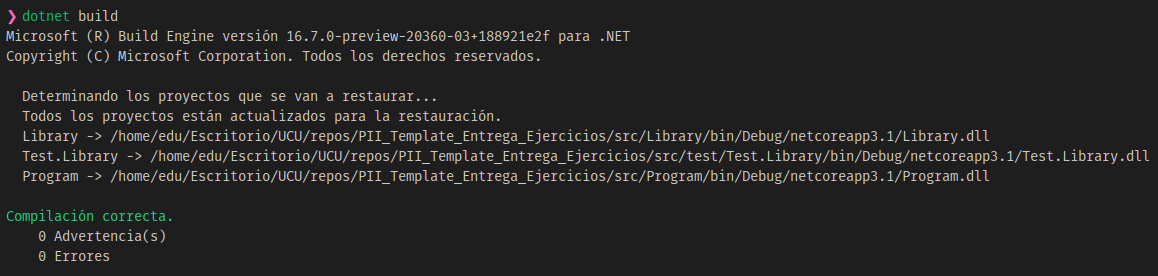 ❯ dotnet build
Microsoft (R) Build Engine versión 16.7.0-preview-20360-03+188921e2f para .NET
Copyright (C) Microsoft Corporation. Todos los derechos reservados.
Determinando los proyectos que se van a restaurar...
Todos los proyectos están actualizados para la restauración.
Library -> /home/edu/Escritorio/UCU/repos/PII_Template_Entrega_Ejercicios/src/Library/bin/Debug/netcoreapp3.1/Library.dll
Test.Library -> /home/edu/Escritorio/UCU/repos/PII_Template_Entrega_Ejercicios/src/test/Test.Library/bin/Debug/netcoreapp3.1/Test.Library.dll
Program -> /home/edu/Escritorio/UCU/repos/PII_Template_Entrega_Ejercicios/src/Program/bin/Debug/netcoreapp3.1/Program.dll
Compilación correcta.
0 Advertencia(s)
0 Errores